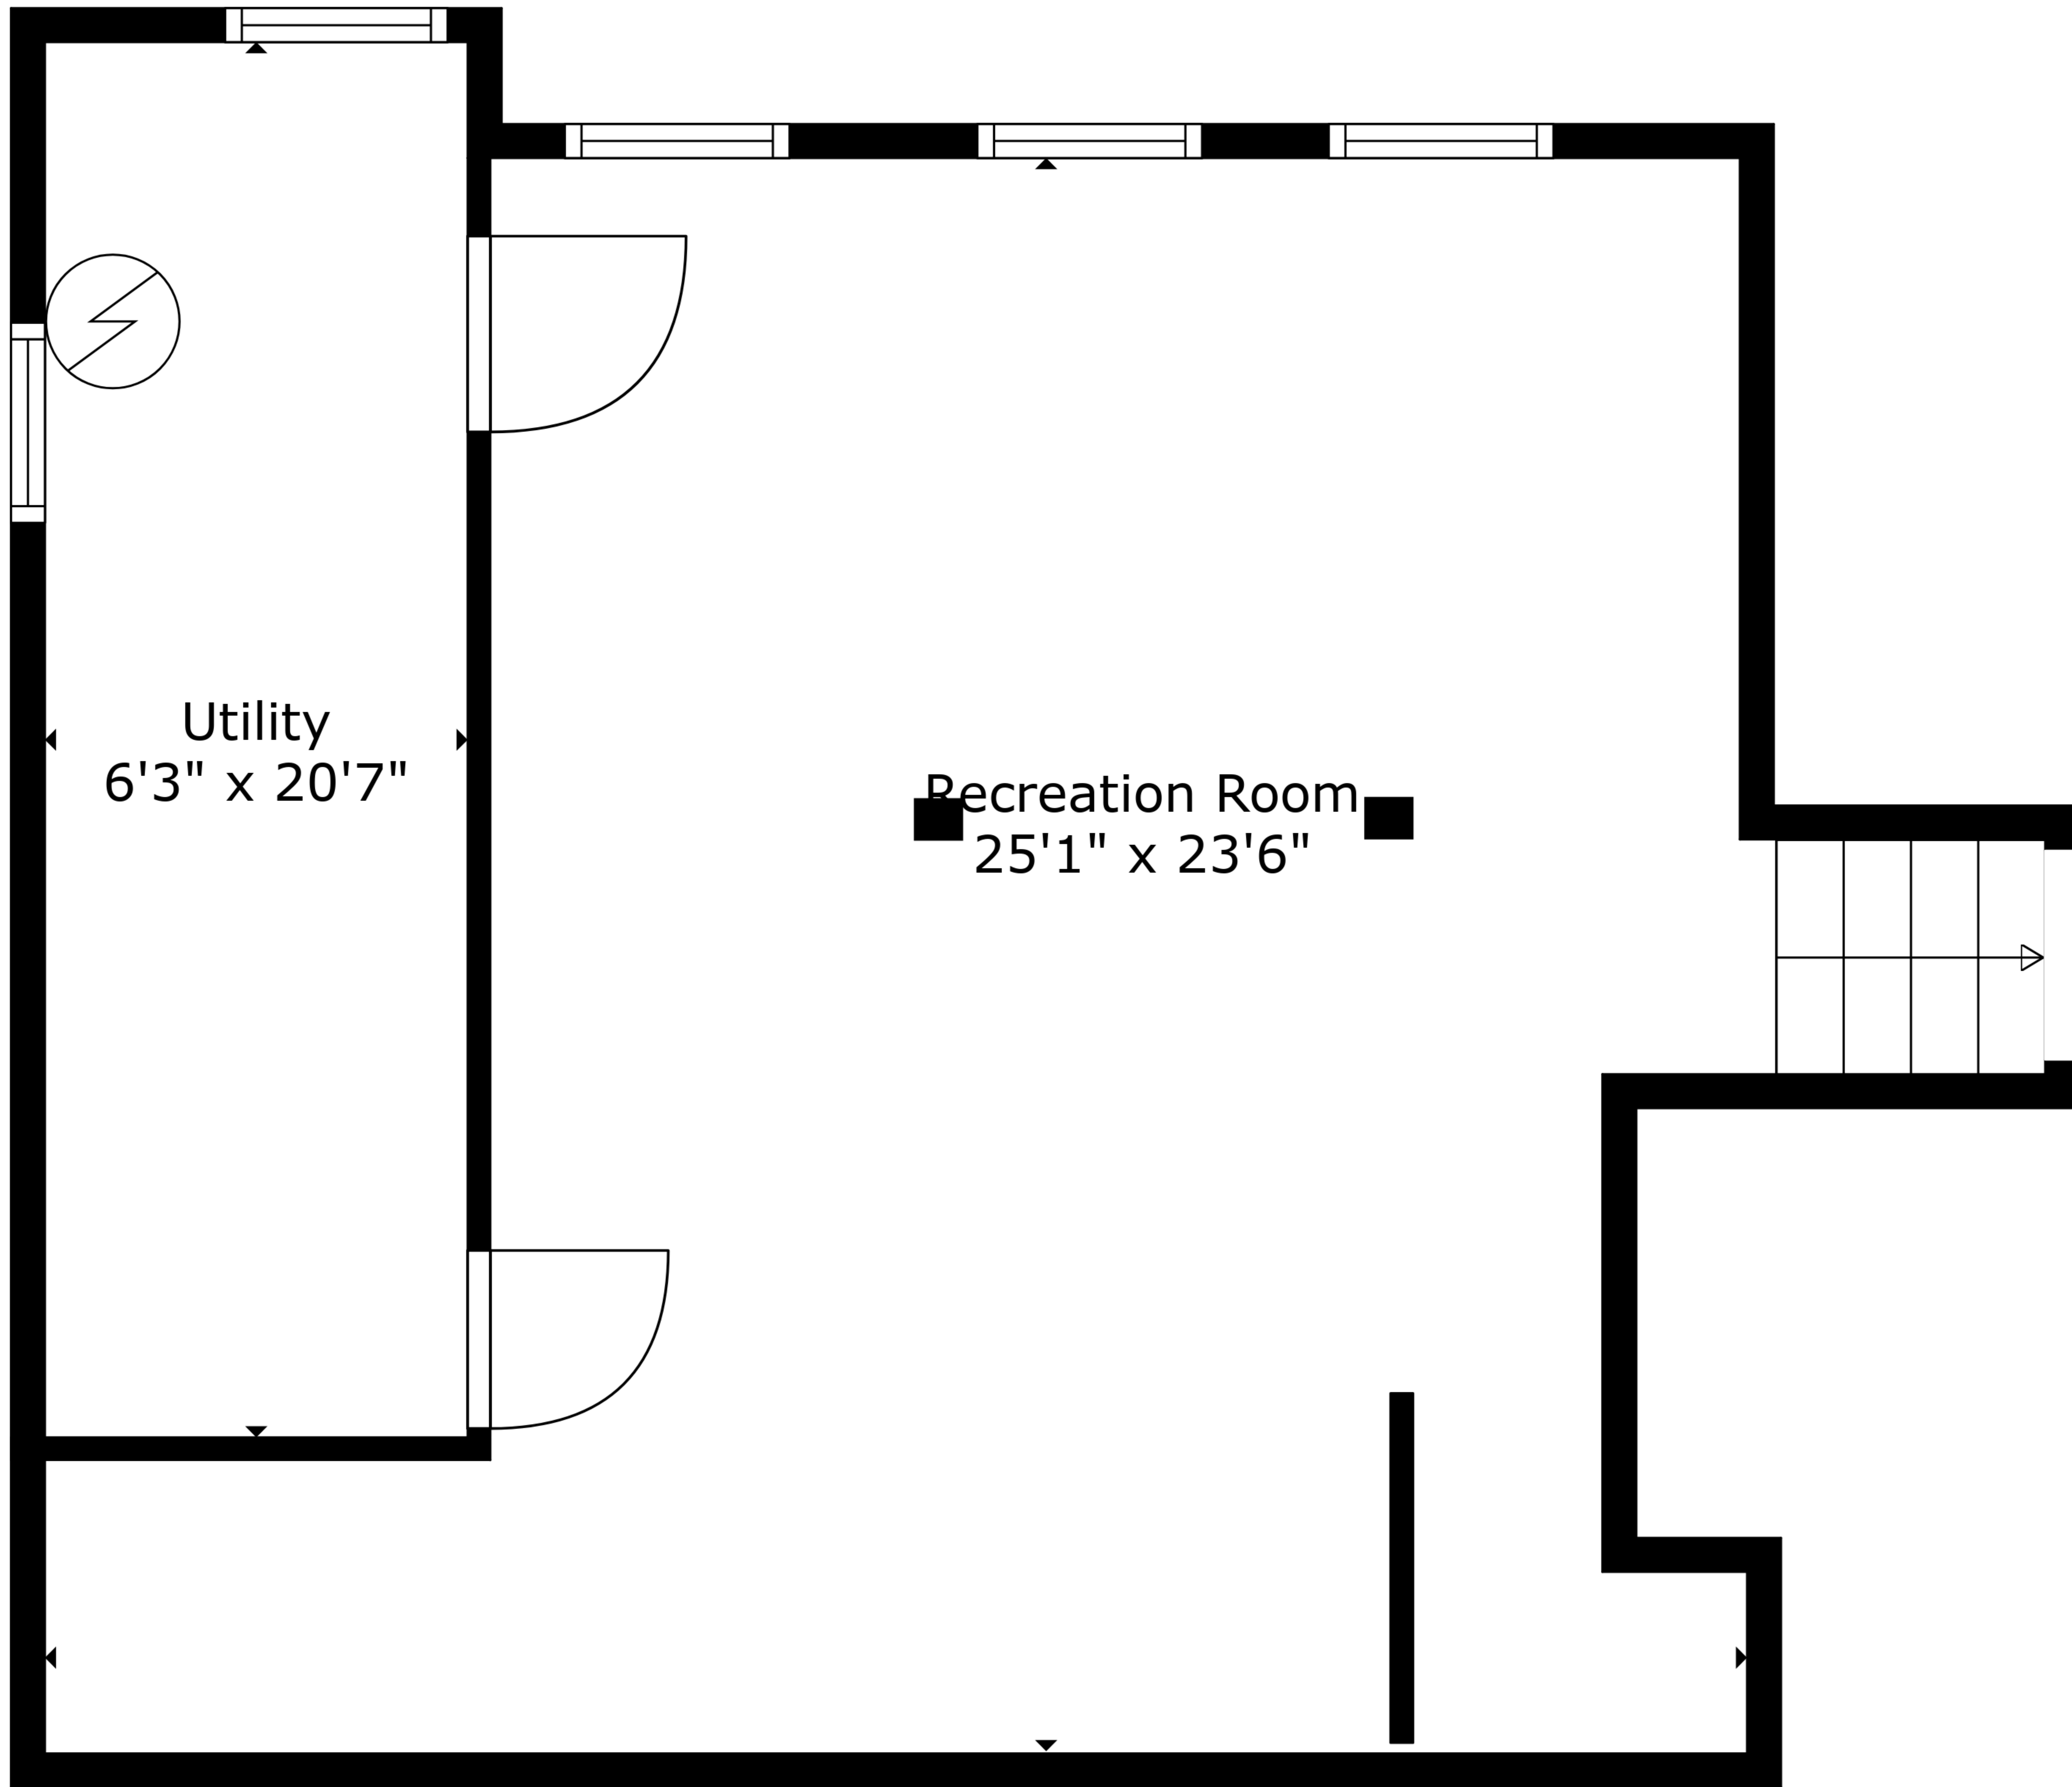 Utility
6'3" x 20'7"
Recreation Room
25'1" x 23'6"